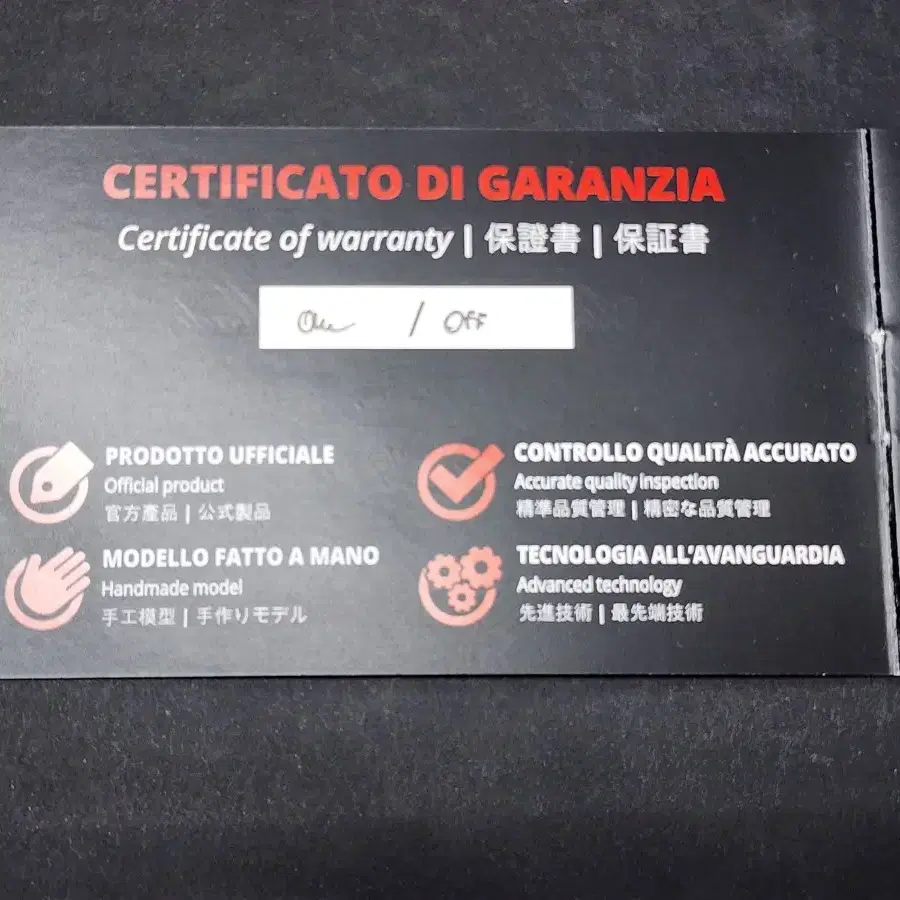 CERTIFICATO DI GARANZIA
Certificate of warranty | 保證書 | 保証書
/ OFF
PRODOTTO UFFICIALE
Official product
官方產品 | 公式製品
CONTROLLO QUALITÀ ACCURATO
Accurate quality inspection
精準品質管理 | 精密な品質管理
MODELLO FATTO A MANO
Handmade model
手工模型 | 手作りモデル
TECNOLOGIA ALL'AVANGUARDIA
Advanced technology
先進技術 | 最先端技術